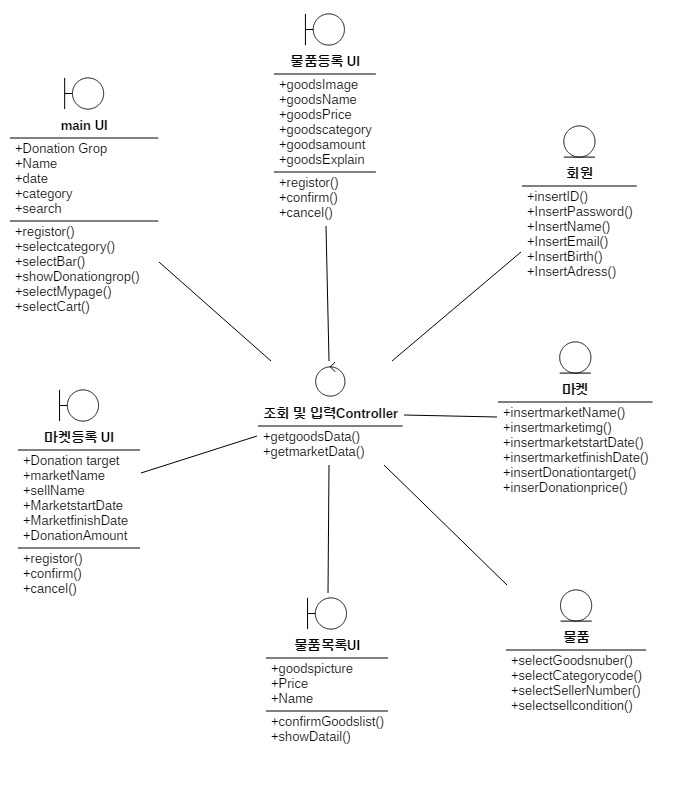 물품등록 UI
+goodsImage
+goodsName
+goodsPrice
+goodscategory
+goodsamount
+goodsExplain
+registor()
+confirm()
+cancel()
main UI
+Donation Grop
+Name
+date
+category
+search
+registor()
+selectcategory()
+selectBar()
+showDonationgrop()
+selectMypage()
+selectCart()
회원
+insertID()
+InsertPassword()
+InsertName()
+InsertEmail()
+InsertBirth()
+InsertAdress()
조회 및 입력Controller
+getgoodsData()
+getmarketData()
마켓
+insertmarketName()
+insertmarketimg()
+insertmarketstartDate()
+insertmarketfinishDate()
+insertDonationtarget()
+inserDonationprice()
마켓등록 UI
+Donation target
+marketName
+sellName
+MarketstartDate
+MarketfinishDate
+DonationAmount
+registor()
+confirm()
+cancel()
물품목록UI
+goodspicture
+Price
+Name
+confirmGoodslist()
+showDatail()
물품
+selectGoodsnuber()
+selectCategorycode()
+selectSellerNumber()
+selectsellcondition()